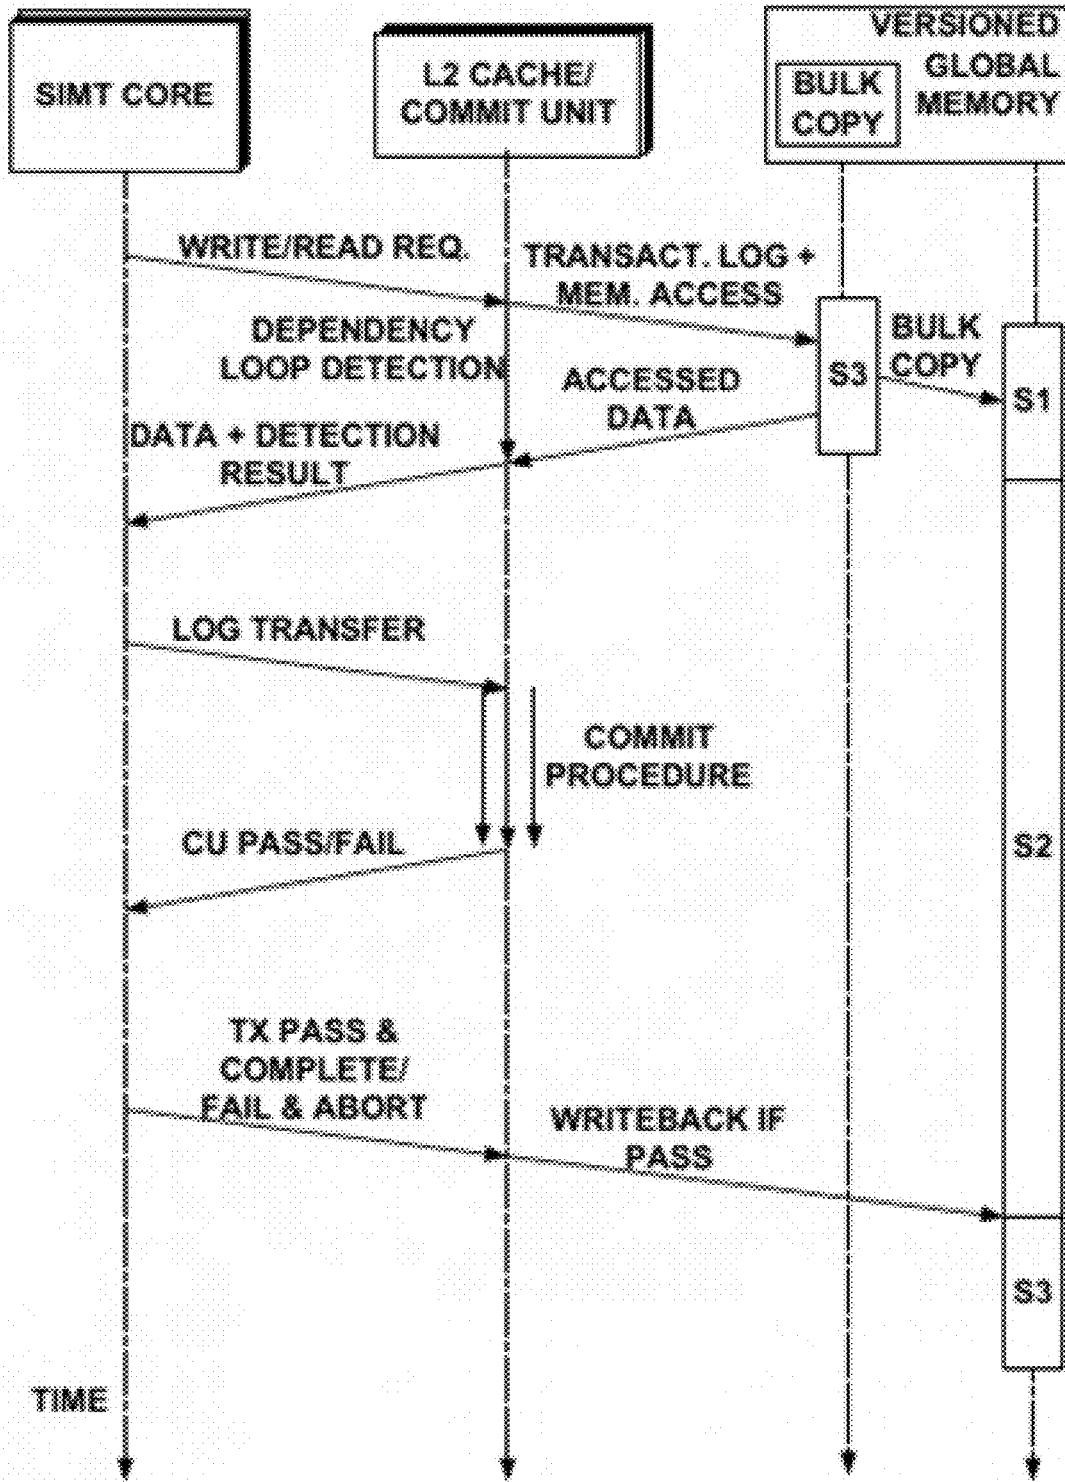 SIMT CORE
L2 CACHE/
COMMIT UNIT
VERSIONED
GLOBAL
MEMORY
BULK
COPY
WRITE/READ REQ.
TRANSACT. LOG +
MEM. ACCESS
DEPENDENCY
LOOP DETECTION
BULK
COPY
S3
S1
ACCESSED
DATA
DATA + DETECTION
RESULT
LOG TRANSFER
COMMIT
PROCEDURE
CU PASS/FAIL
S2
TX PASS &
COMPLETE/
FAIL & ABORT
WRITEBACK IF
PASS
S3
TIME